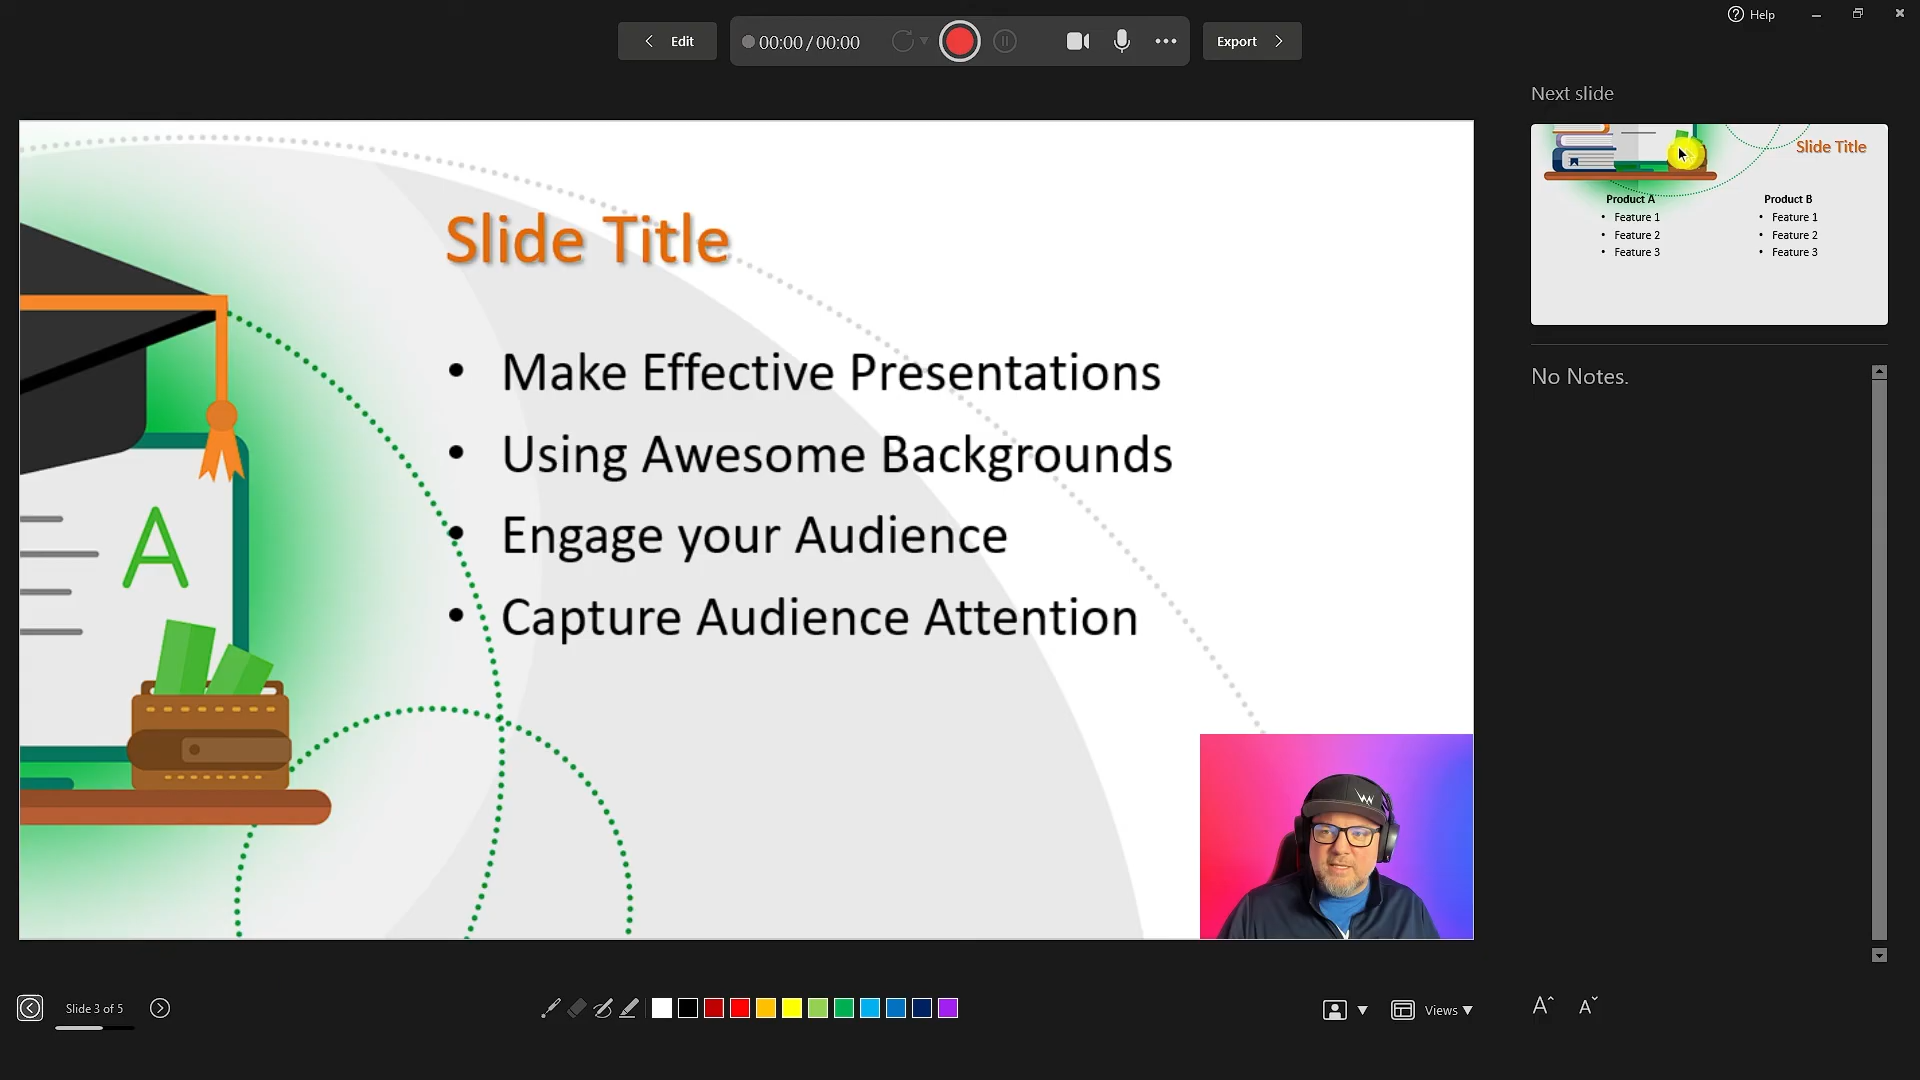 Help
Edit
00:00 / 00:00
Export
Next slide
Slide Title
Product A
Feature 1
Feature 2
Feature 3
Product B
Feature 1
Feature 2
Feature 3
No Notes.
Slide Title
• Make Effective Presentations
• Using Awesome Backgrounds
• Engage your Audience
• Capture Audience Attention
A
Slide 3 of 5
Views
A
A